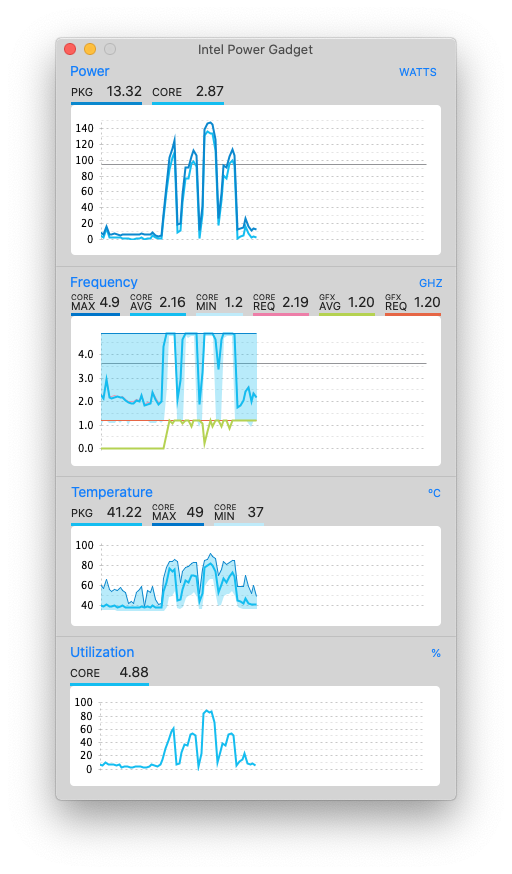 Intel Power Gadget
Power WATTS
PKG 13.32 CORE 2.87
140
120
100
80
60
40
20
0
Frequency GHZ
CORE MAX 4.9 CORE AVG 2.16 CORE MIN 1.2 CORE REQ 2.19 GFX AVG 1.20 GFX REQ 1.20
4.0
3.0
2.0
1.0
0.0
Temperature °C
PKG 41.22 CORE MAX 49 CORE MIN 37
100
80
60
40
Utilization %
CORE 4.88
100
80
60
40
20
0